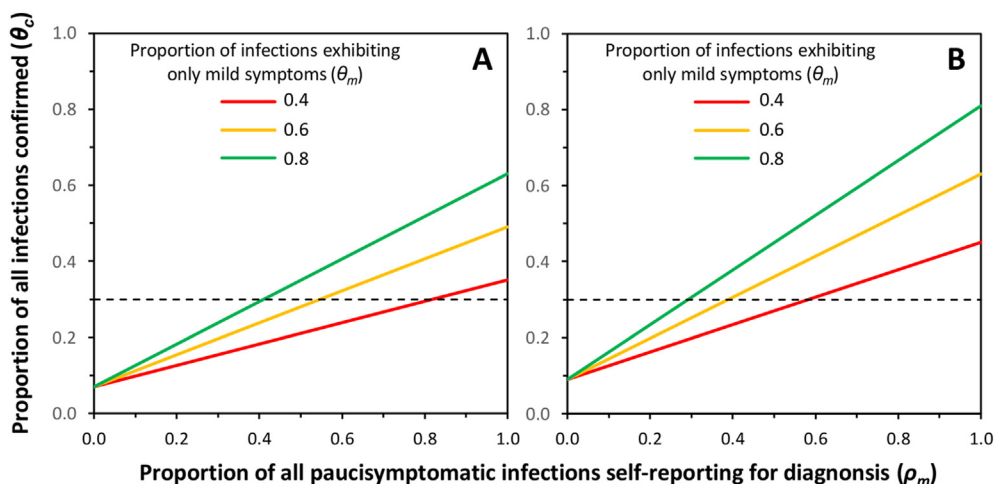 Proportion of all infections confirmed (θc)
1.0
0.8
0.6
0.4
0.2
0.0
Proportion of infections exhibiting
only mild symptoms (θm)
A
0.4
0.6
0.8
0.0 0.2 0.4 0.6 0.8 1.0
1.0
0.8
0.6
0.4
0.2
0.0
Proportion of infections exhibiting
only mild symptoms (θm)
B
0.4
0.6
0.8
0.0 0.2 0.4 0.6 0.8 1.0
Proportion of all paucisymptomatic infections self-reporting for diagnonsis (ρm)